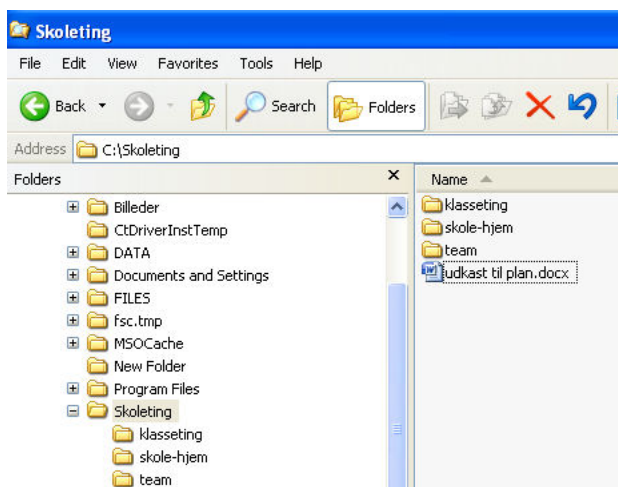 Skoleting
File Edit View Favorites Tools Help
Back Search Folders
Address C:\Skoleting
Folders x
Billeder
CtDriverInstTemp
DATA
Documents and Settings
FILES
fsc.tmp
MSOCache
New Folder
Program Files
Skoleting
klasseting
skole-hjem
team
Name
klasseting
skole-hjem
team
udkast til plan.docx